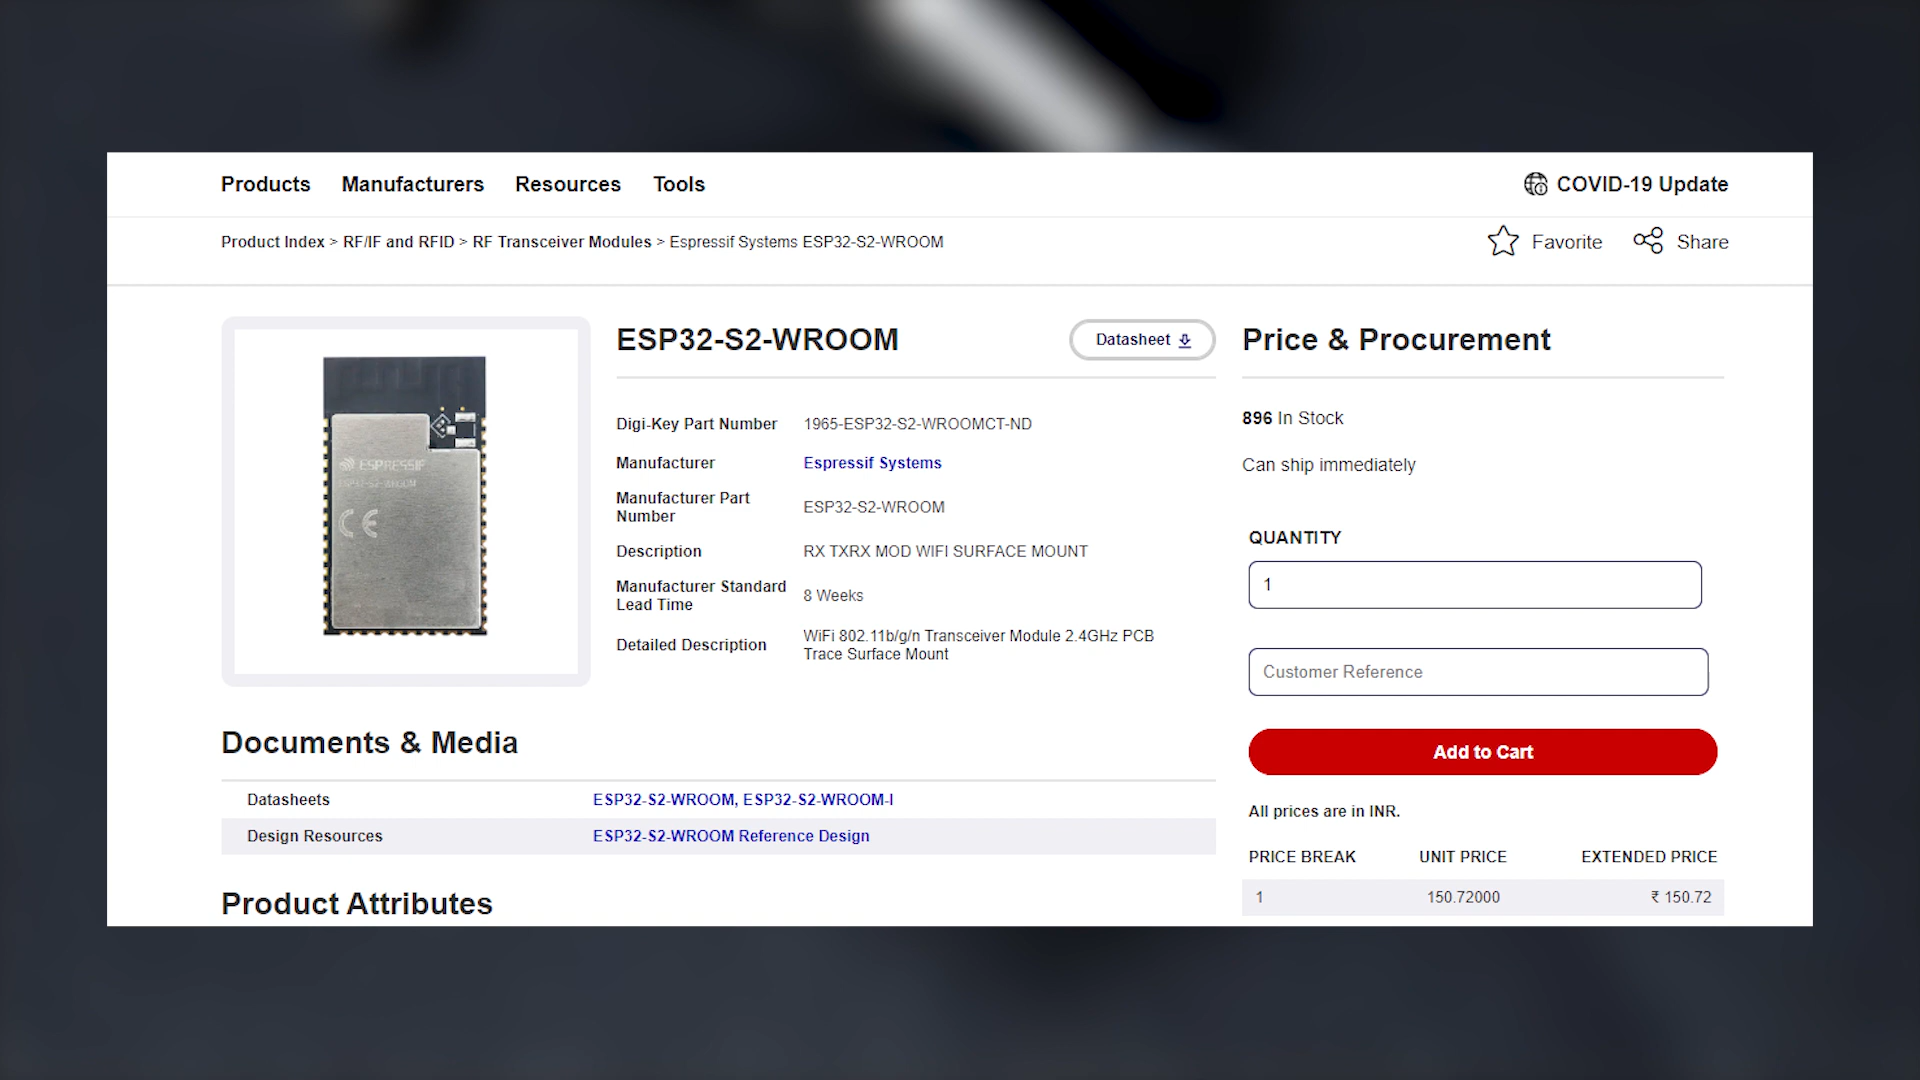 Products Manufacturers Resources Tools COVID-19 Update
Product Index > RF/IF and RFID > RF Transceiver Modules > Espressif Systems ESP32-S2-WROOM Favorite Share
ESP32-S2-WROOM
Datasheet
ESPRESSIF
ESP32-S2-WROOM
CE
Digi-Key Part Number 1965-ESP32-S2-WROOMCT-ND
Manufacturer Espressif Systems
Manufacturer Part
Number
ESP32-S2-WROOM
Description RX TXRX MOD WIFI SURFACE MOUNT
Manufacturer Standard
Lead Time
8 Weeks
Detailed Description
WiFi 802.11b/g/n Transceiver Module 2.4GHz PCB
Trace Surface Mount
Documents & Media
Datasheets ESP32-S2-WROOM, ESP32-S2-WROOM-I
Design Resources ESP32-S2-WROOM Reference Design
Product Attributes
Price & Procurement
896 In Stock
Can ship immediately
QUANTITY
1
Customer Reference
Add to Cart
All prices are in INR.
PRICE BREAK UNIT PRICE EXTENDED PRICE
1 150.72000 ₹ 150.72